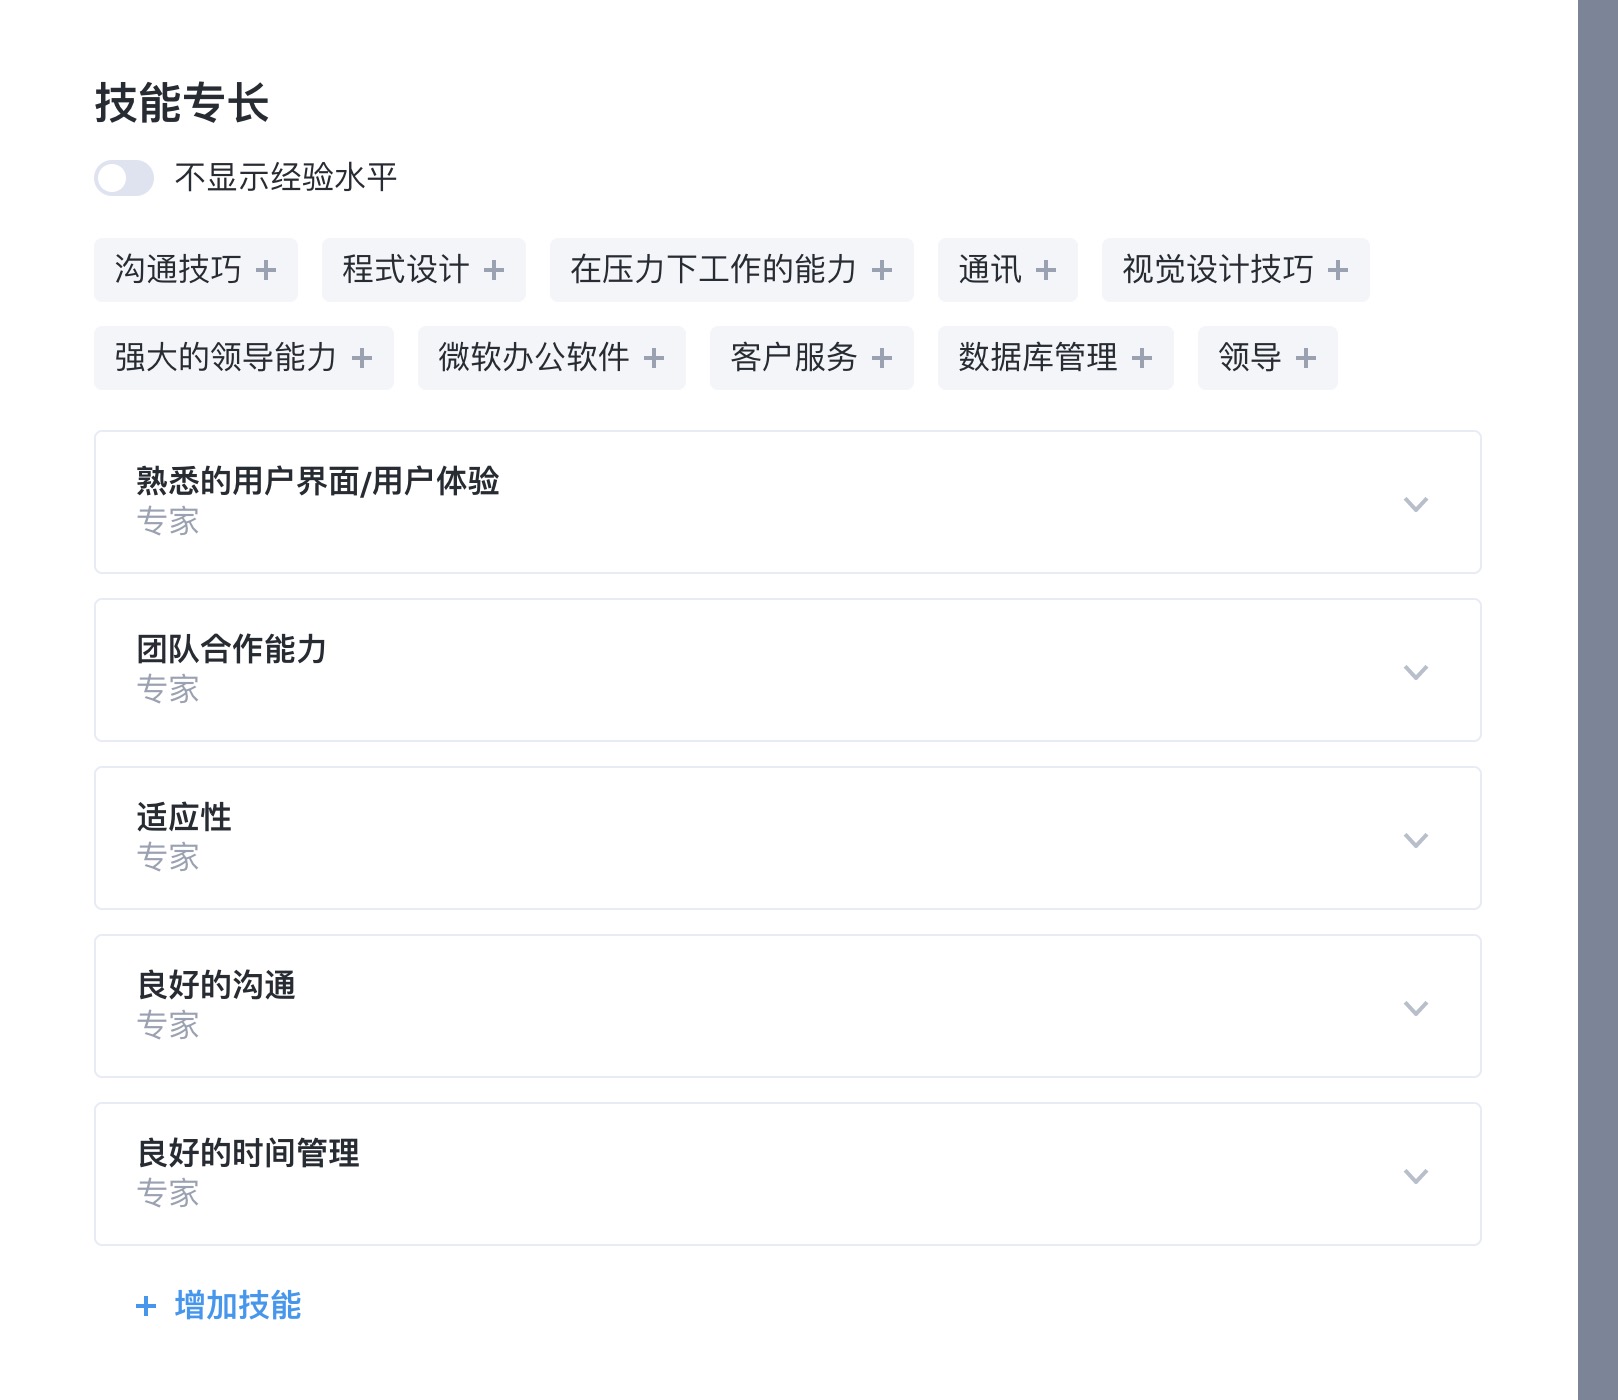 技能专长
不显示经验水平
沟通技巧 + 程式设计 + 在压力下工作的能力 + 通讯 + 视觉设计技巧 +
强大的领导能力 + 微软办公软件 + 客户服务 + 数据库管理 + 领导 +
熟悉的用户界面/用户体验
专家
团队合作能力
专家
适应性
专家
良好的沟通
专家
良好的时间管理
专家
+ 增加技能